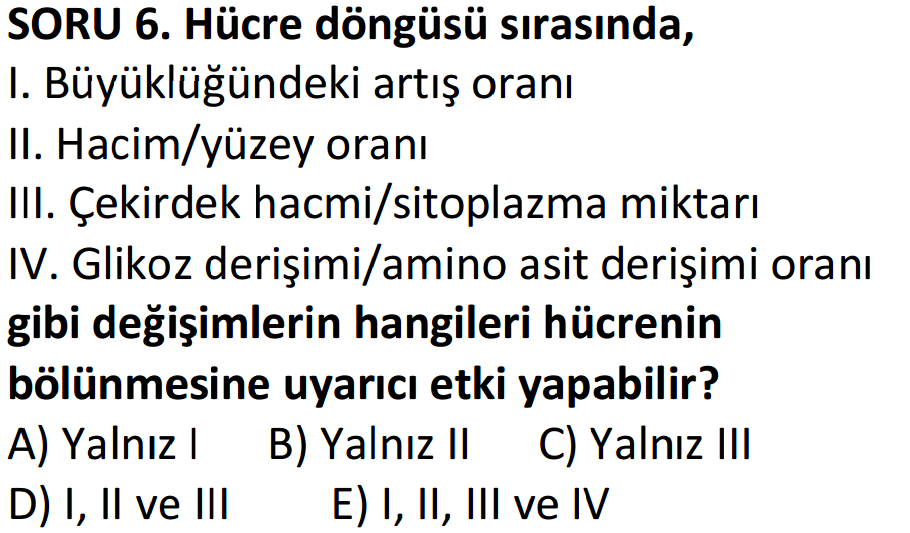 SORU 6. Hücre döngüsü sırasında,
I. Büyüklüğündeki artış oranı
II. Hacim/yüzey oranı
III. Çekirdek hacmi/sitoplazma miktarı
IV. Glikoz derişimi/amino asit derişimi oranı
gibi değişimlerin hangileri hücrenin
bölünmesine uyarıcı etki yapabilir?
A) Yalnız I B) Yalnız II C) Yalnız III
D) I, II ve III E) I, II, III ve IV